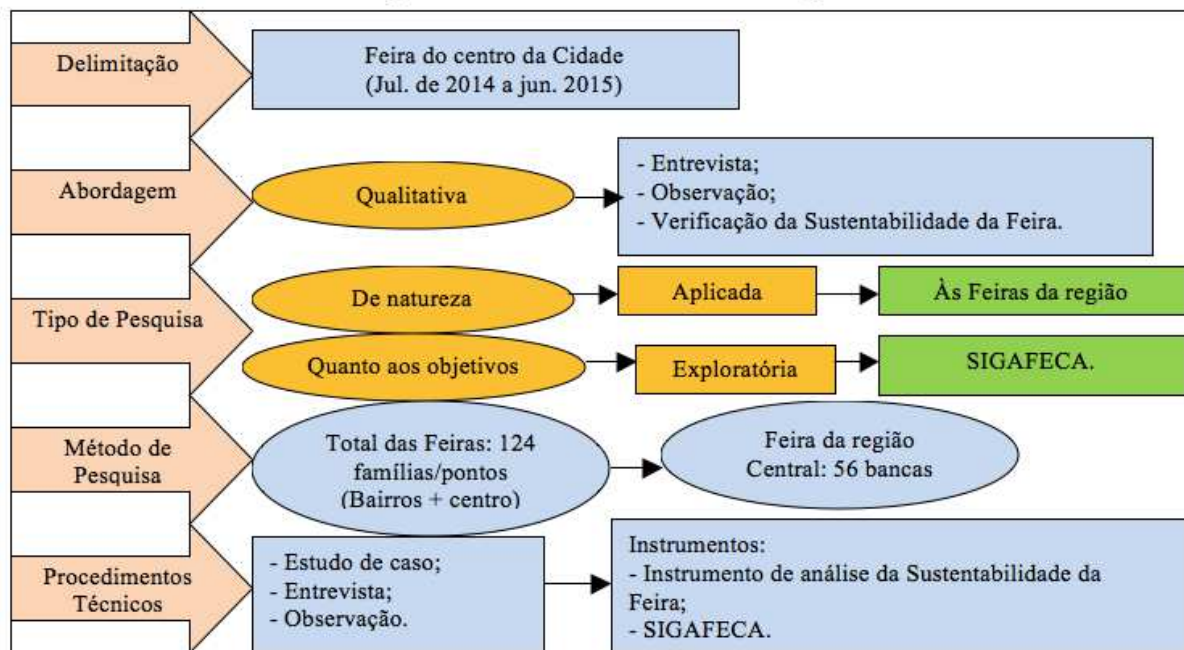 Delimitação
Feira do centro da Cidade
(Jul. de 2014 a jun. 2015)
Abordagem
Qualitativa
- Entrevista;
- Observação;
- Verificação da Sustentabilidade da Feira.
Tipo de Pesquisa
De natureza
Aplicada
Às Feiras da região
Quanto aos objetivos
Exploratória
SIGAFECA.
Método de
Pesquisa
Total das Feiras: 124
famílias/pontos
(Bairros + centro)
Feira da região
Central: 56 bancas
Procedimentos
Técnicos
- Estudo de caso;
- Entrevista;
- Observação.
Instrumentos:
- Instrumento de análise da Sustentabilidade da
Feira;
- SIGAFECA.